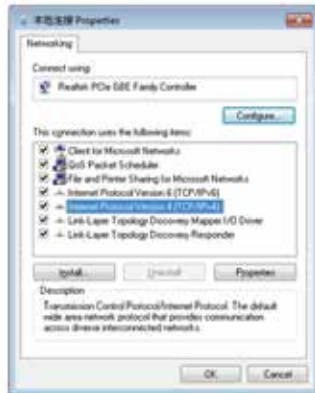 本地连接 Properties
Networking
Connect using:
Realtek PCIe GBE Family Controller
Configure...
This connection uses the following items:
Client for Microsoft Networks
QoS Packet Scheduler
File and Printer Sharing for Microsoft Networks
Internet Protocol Version 6 (TCP/IPv6)
Internet Protocol Version 4 (TCP/IPv4)
Link-Layer Topology Discovery Mapper I/O Driver
Link-Layer Topology Discovery Responder
Install...
Uninstall
Properties
Description
Transmission Control Protocol/Internet Protocol. The default
wide area network protocol that provides communication
across diverse interconnected networks.
OK
Cancel